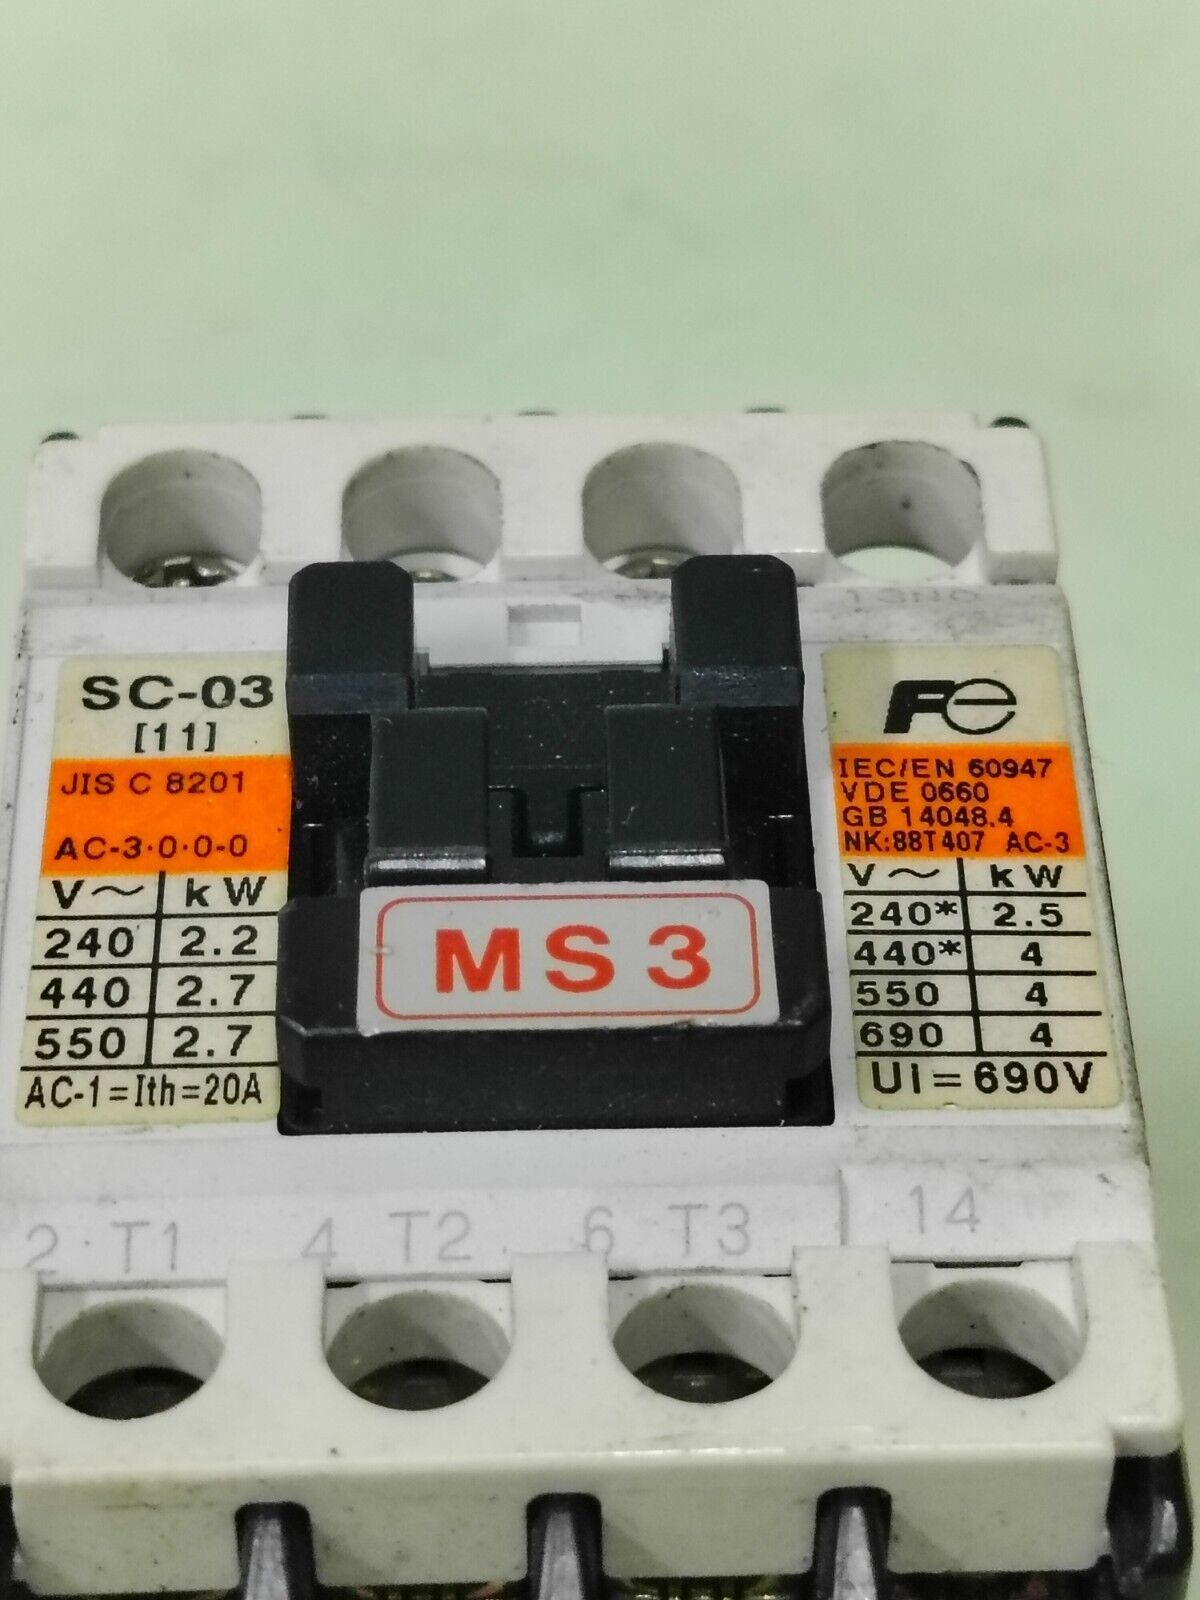 13NO
SC-03
[11]
JIS C 8201
AC-3·0·0-0
V~ kW
240 2.2
440 2.7
550 2.7
AC-1=Ith=20A
MS3
Fe
IEC/EN 60947
VDE 0660
GB 14048.4
NK:88T407 AC-3
V~ kW
240* 2.5
440* 4
550 4
690 4
Ui=690V
2 T1 4 T2 6 T3 14